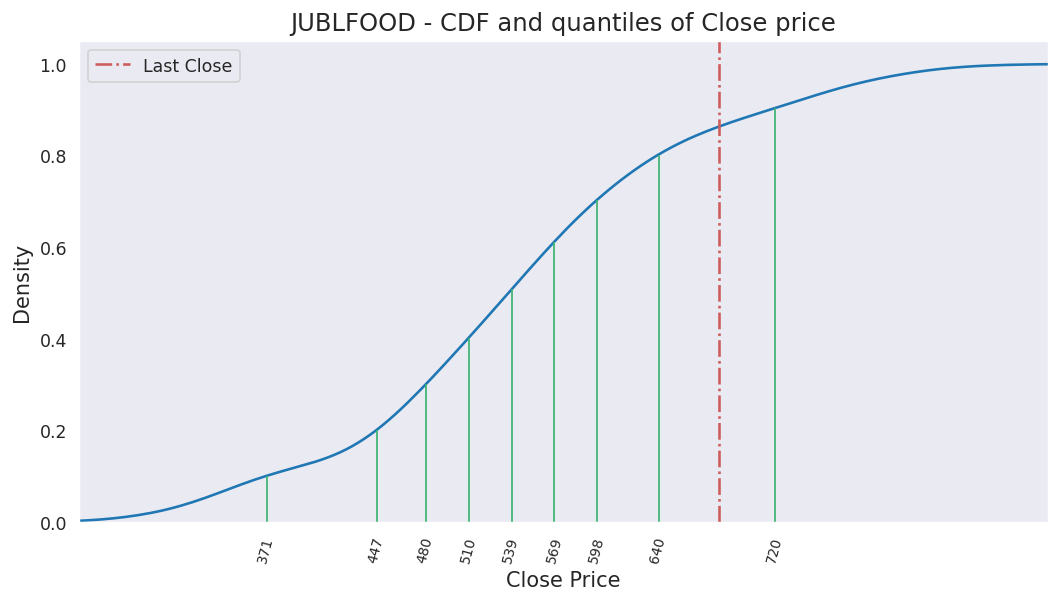 JUBLFOOD - CDF and quantiles of Close price
Last Close
1.0
0.8
0.6
0.4
0.2
0.0
Density
371 447 480 510 539 569 598 640 720
Close Price